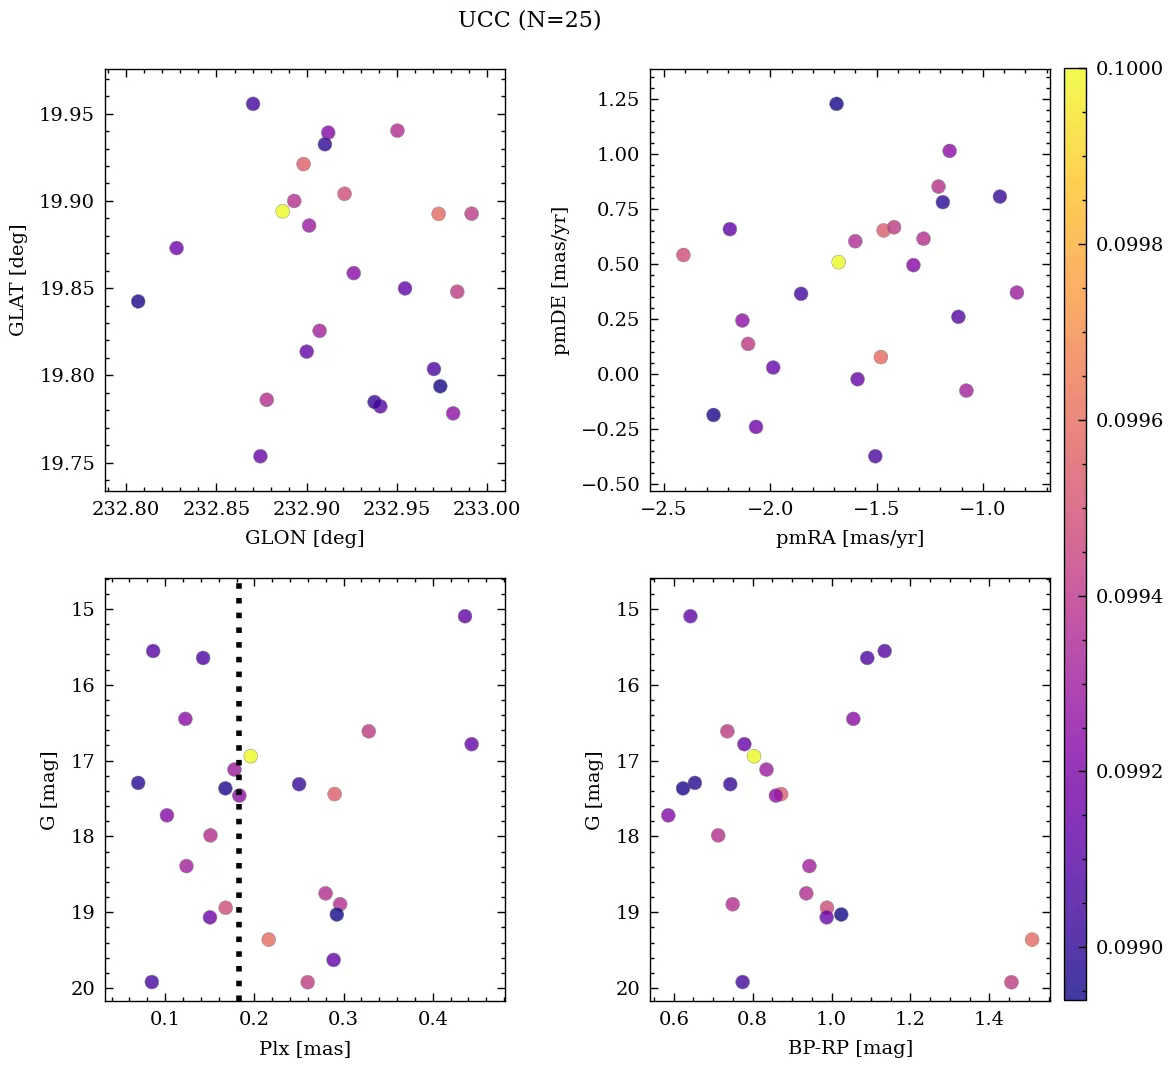 UCC (N=25)
19.95
19.90
19.85
19.80
19.75
GLAT [deg]
232.80 232.85 232.90 232.95 233.00
GLON [deg]
1.25
1.00
0.75
0.50
0.25
0.00
−0.25
−0.50
pmDE [mas/yr]
−2.5 −2.0 −1.5 −1.0
pmRA [mas/yr]
0.1000
0.0998
0.0996
0.0994
0.0992
0.0990
15
16
17
18
19
20
G [mag]
0.1 0.2 0.3 0.4
Plx [mas]
15
16
17
18
19
20
G [mag]
0.6 0.8 1.0 1.2 1.4
BP-RP [mag]